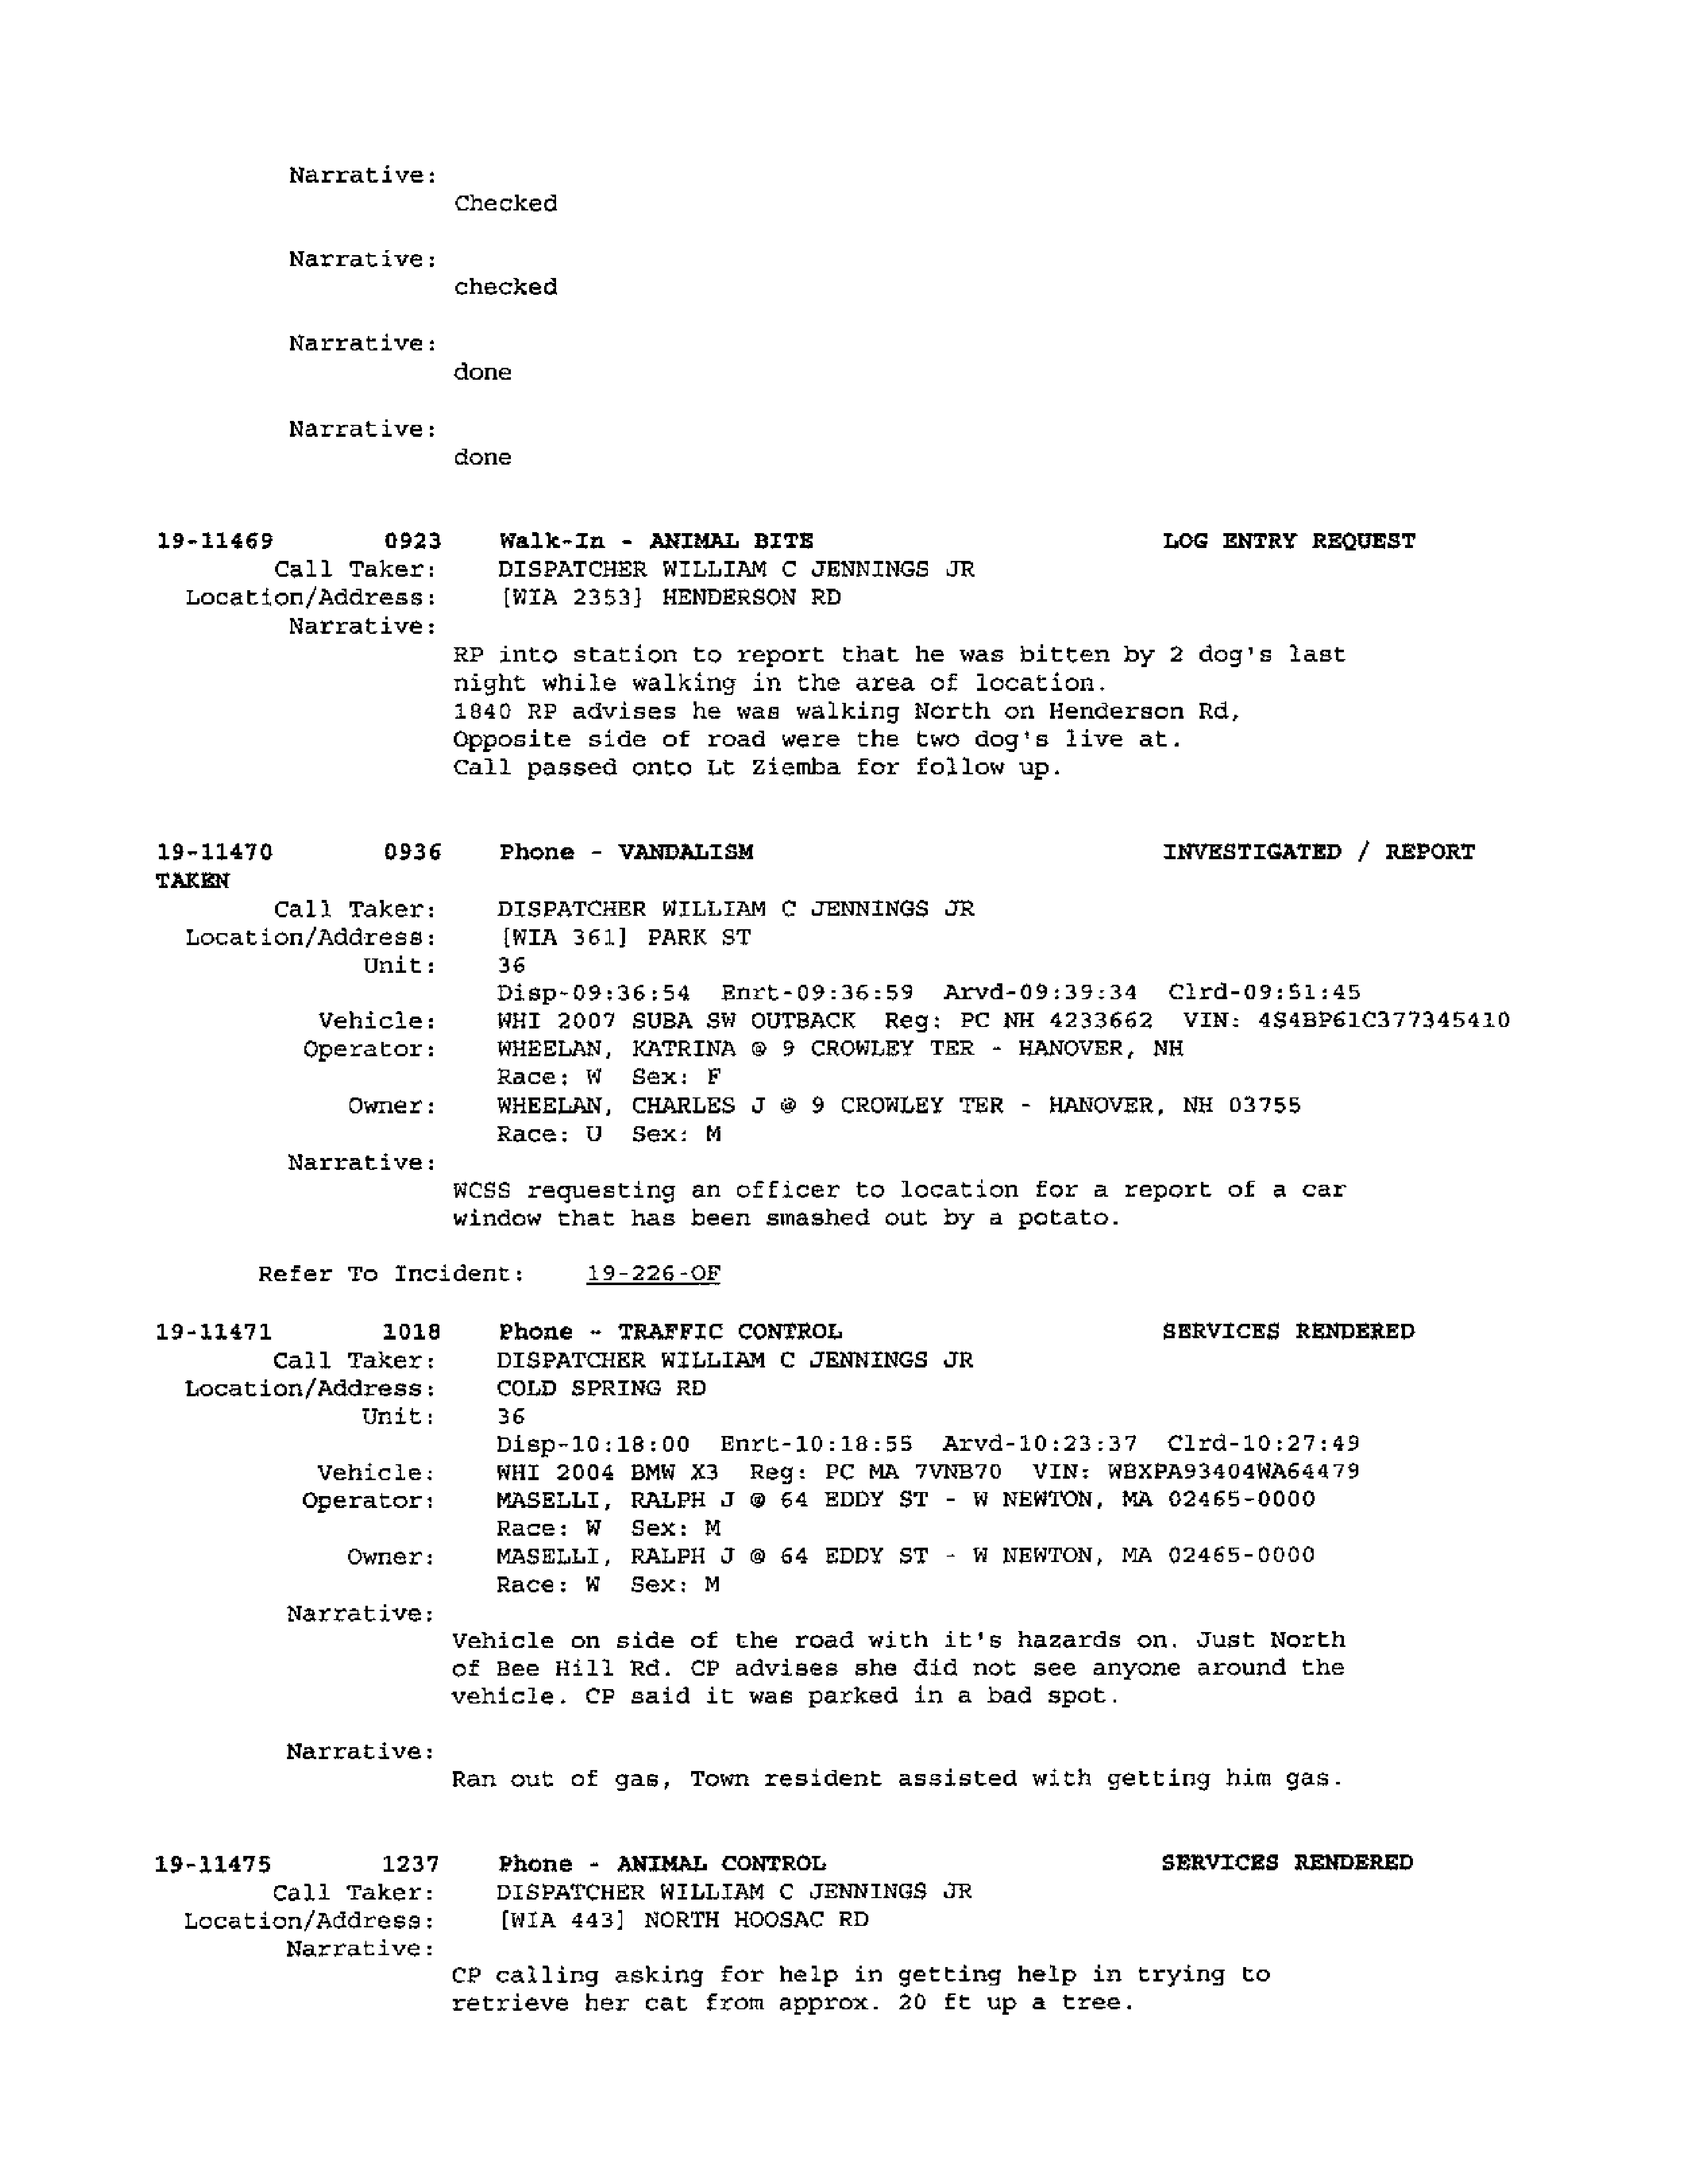 Narrative:
Checked
Narrative:
checked
Narrative:
done
Narrative:
done
19-11469 0923 Walk-In - ANIMAL BITE LOG ENTRY REQUEST
Call Taker: DISPATCHER WILLIAM C JENNINGS JR
Location/Address: [WIA 2353] HENDERSON RD
Narrative:
RP into station to report that he was bitten by 2 dog's last
night while walking in the area of location.
1840 RP advises he was walking North on Henderson Rd,
Opposite side of road were the two dog's live at.
Call passed onto Lt Ziemba for follow up.
19-11470 0936 Phone - VANDALISM INVESTIGATED / REPORT
TAKEN
Call Taker: DISPATCHER WILLIAM C JENNINGS JR
Location/Address: [WIA 361] PARK ST
Unit: 36
Disp-09:36:54 Enrt-09:36:59 Arvd-09:39:34 Clrd-09:51:45
Vehicle: WHI 2007 SUBA SW OUTBACK Reg: PC NH 4233662 VIN: 4S4BP61C377345410
Operator: WHEELAN, KATRINA @ 9 CROWLEY TER - HANOVER, NH
Race: W Sex: F
Owner: WHEELAN, CHARLES J @ 9 CROWLEY TER - HANOVER, NH 03755
Race: U Sex: M
Narrative:
WCSS requesting an officer to location for a report of a car
window that has been smashed out by a potato.
Refer To Incident: 19-226-OF
19-11471 1018 Phone - TRAFFIC CONTROL SERVICES RENDERED
Call Taker: DISPATCHER WILLIAM C JENNINGS JR
Location/Address: COLD SPRING RD
Unit: 36
Disp-10:18:00 Enrt-10:18:55 Arvd-10:23:37 Clrd-10:27:49
Vehicle: WHI 2004 BMW X3 Reg: PC MA 7VNB70 VIN: WBXPA93404WA64479
Operator: MASELLI, RALPH J @ 64 EDDY ST - W NEWTON, MA 02465-0000
Race: W Sex: M
Owner: MASELLI, RALPH J @ 64 EDDY ST - W NEWTON, MA 02465-0000
Race: W Sex: M
Narrative:
Vehicle on side of the road with it's hazards on. Just North
of Bee Hill Rd. CP advises she did not see anyone around the
vehicle. CP said it was parked in a bad spot.
Narrative:
Ran out of gas, Town resident assisted with getting him gas.
19-11475 1237 Phone - ANIMAL CONTROL SERVICES RENDERED
Call Taker: DISPATCHER WILLIAM C JENNINGS JR
Location/Address: [WIA 443] NORTH HOOSAC RD
Narrative:
CP calling asking for help in getting help in trying to
retrieve her cat from approx. 20 ft up a tree.